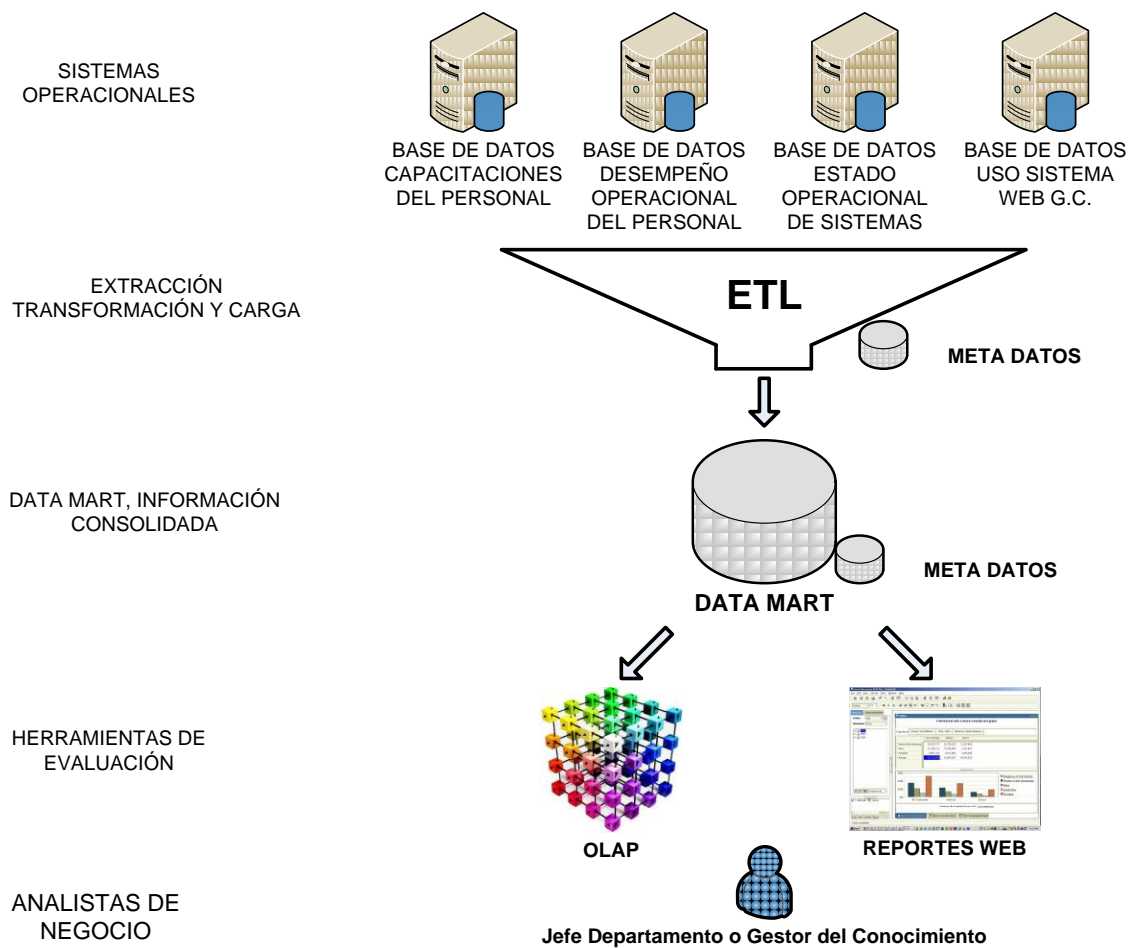 SISTEMAS
OPERACIONALES
BASE DE DATOS
CAPACITACIONES
DEL PERSONAL
BASE DE DATOS
DESEMPEÑO
OPERACIONAL
DEL PERSONAL
BASE DE DATOS
ESTADO
OPERACIONAL
DE SISTEMAS
BASE DE DATOS
USO SISTEMA
WEB G.C.
EXTRACCIÓN
TRANSFORMACIÓN Y CARGA
ETL
META DATOS
DATA MART, INFORMACIÓN
CONSOLIDADA
META DATOS
DATA MART
HERRAMIENTAS DE
EVALUACIÓN
OLAP
REPORTES WEB
ANALISTAS DE
NEGOCIO
Jefe Departamento o Gestor del Conocimiento